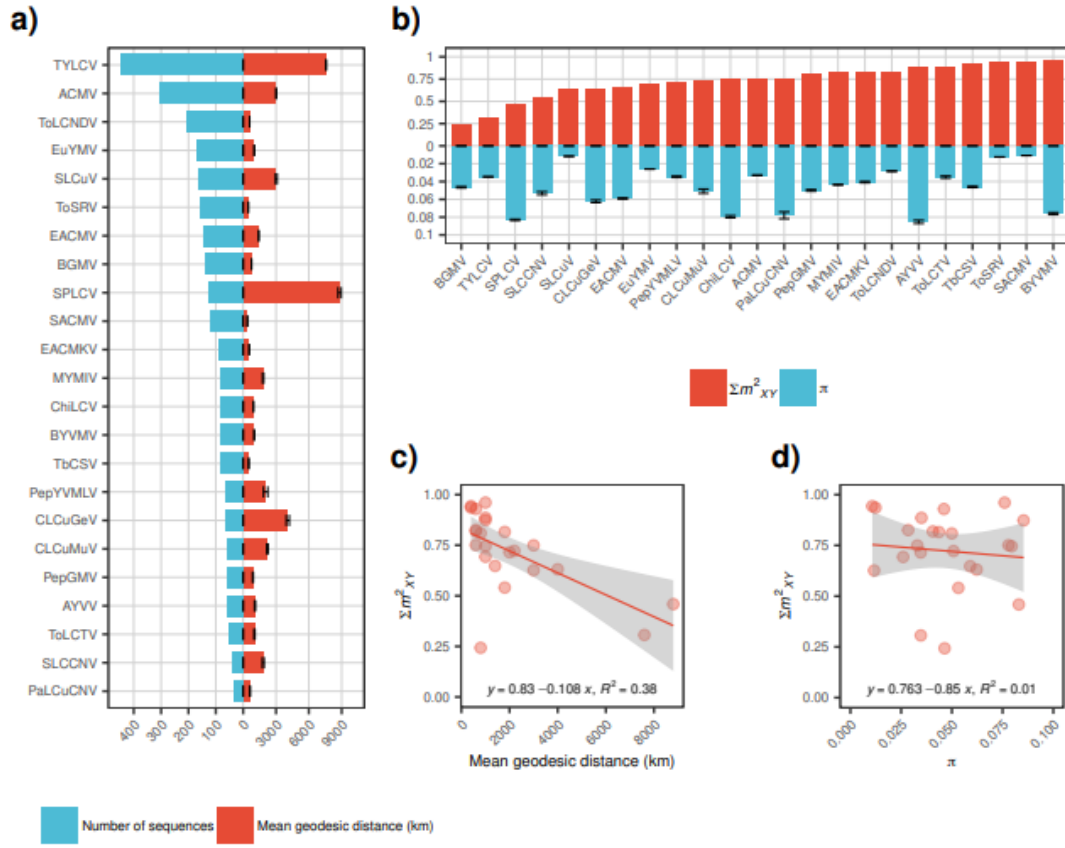 a)
TYLCV
ACMV
ToLCNDV
EuYMV
SLCuV
ToSRV
EACMV
BGMV
SPLCV
SACMV
EACMKV
MYMIV
ChiLCV
BYVMV
TbCSV
PepYVMLV
CLCuGeV
CLCuMuV
PepGMV
AYVV
ToLCTV
SLCCNV
PaLCuCNV
400 300 200 100 0 3000 6000 9000
Number of sequences Mean geodesic distance (km)
b)
1
0.75
0.5
0.25
0
0.02
0.04
0.06
0.08
0.1
BGMV TYLCV SPLCV SLCCNV SLCuV CLCuGeV EACMV EuYMV PepYVMLV CLCuMuV ChiLCV ACMV PaLCuCNV PepGMV MYMIV EACMKV ToLCNDV AYVV ToLCTV TbCSV ToSRV SACMV BYVMV
Σm²XY π
c)
Σm²XY
1.00
0.75
0.50
0.25
0.00
y = 0.83 −0.108 x, R² = 0.38
0 2000 4000 6000 8000
Mean geodesic distance (km)
d)
Σm²XY
1.00
0.75
0.50
0.25
0.00
y = 0.763 −0.85 x, R² = 0.01
0.000 0.025 0.050 0.075 0.100
π